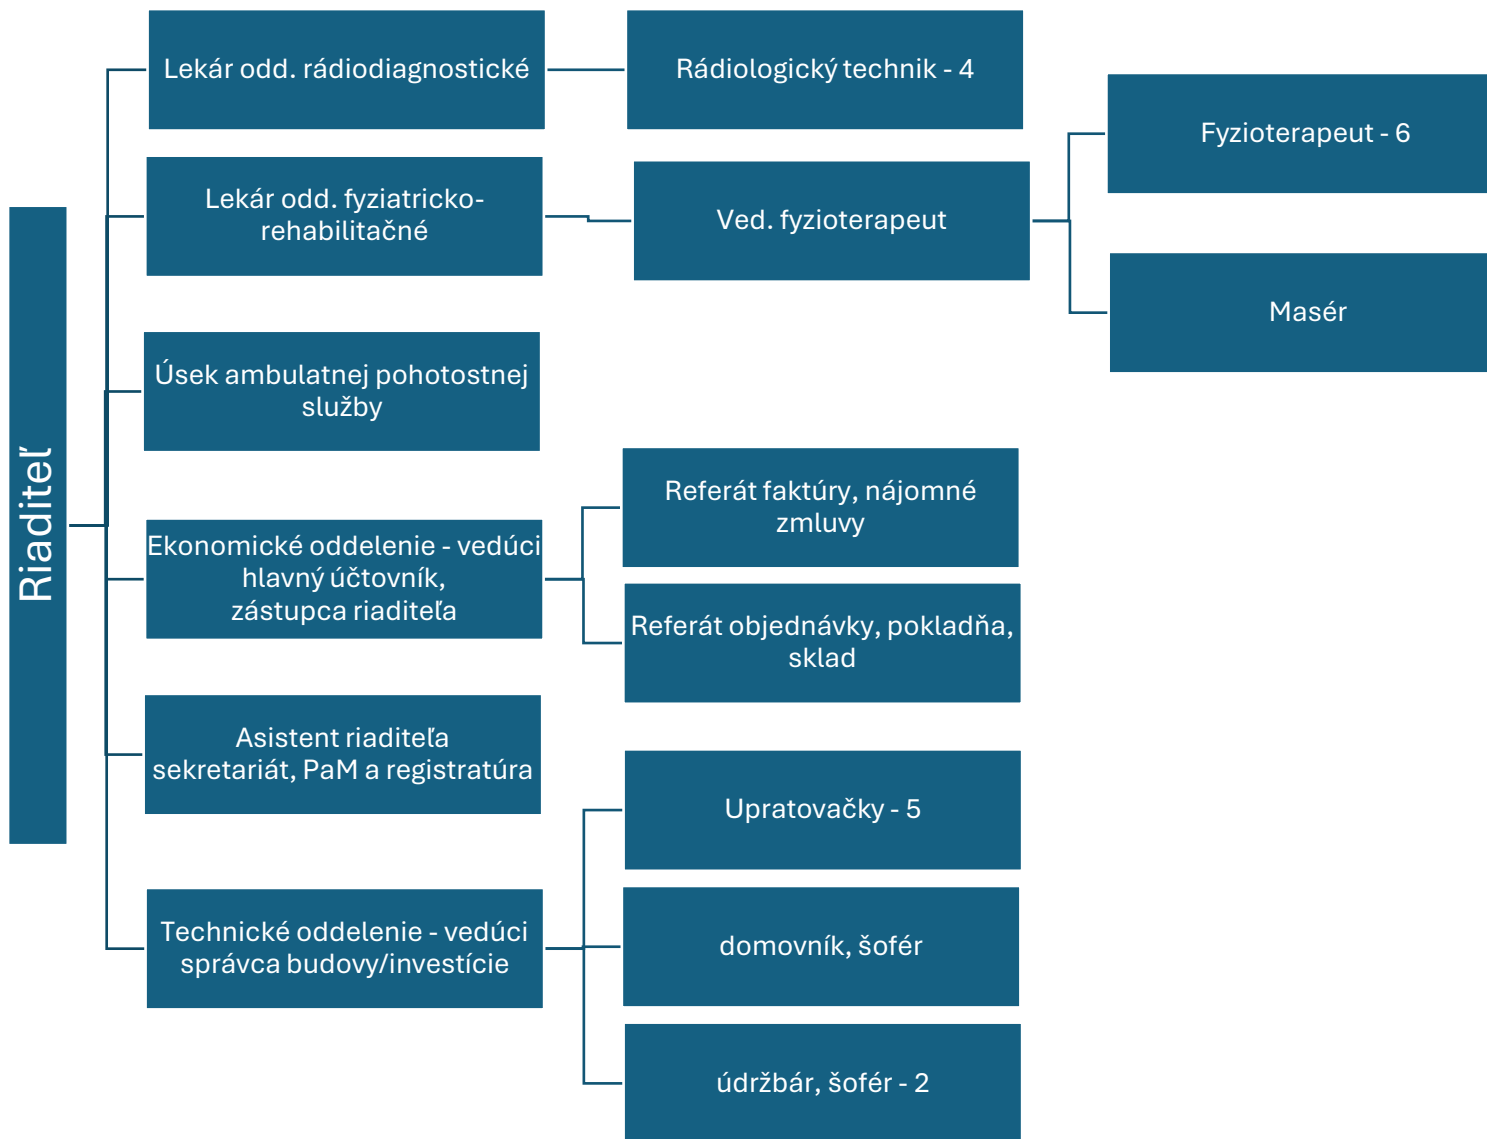 Riaditeľ
Lekár odd. rádiodiagnostické
Rádiologický technik - 4
Lekár odd. fyziatricko-
rehabilitačné
Ved. fyzioterapeut
Fyzioterapeut - 6
Masér
Úsek ambulatnej pohotostnej
služby
Ekonomické oddelenie - vedúci
hlavný účtovník,
zástupca riaditeľa
Referát faktúry, nájomné
zmluvy
Referát objednávky, pokladňa,
sklad
Asistent riaditeľa
sekretariát, PaM a registratúra
Technické oddelenie - vedúci
správca budovy/investície
Upratovačky - 5
domovník, šofér
údržbár, šofér - 2